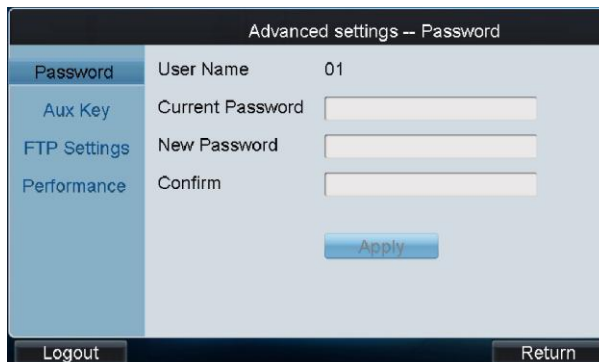 Advanced settings -- Password
Password
Aux Key
FTP Settings
Performance
User Name 01
Current Password
New Password
Confirm
Apply
Logout
Return